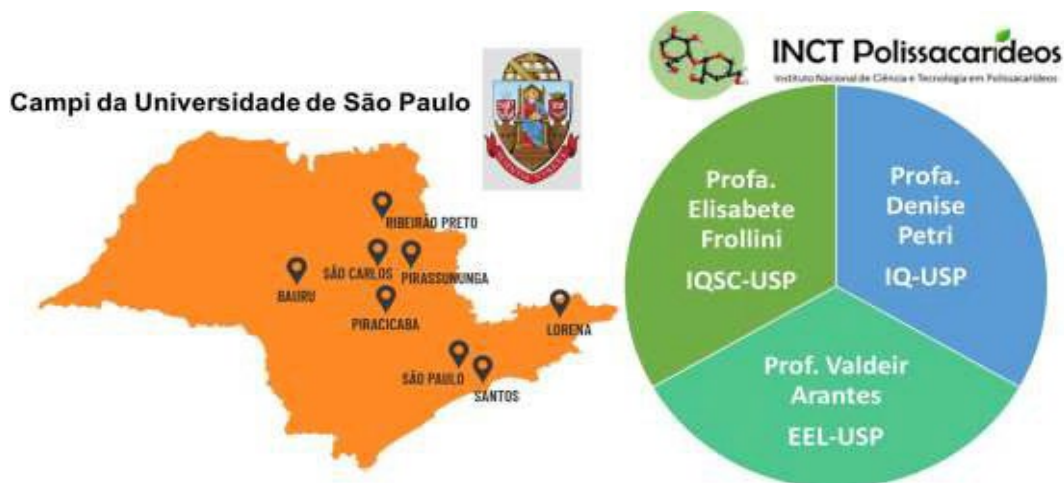 Campi da Universidade de São Paulo
RIBEIRÃO PRETO
SÃO CARLOS
PIRASSUNUNGA
BAURU
PIRACICABA
LORENA
SÃO PAULO
SANTOS
INCT Polissacarídeos
Instituto Nacional de Ciência e Tecnologia em Polissacarídeos
Profa.
Elisabete
Frollini
IQSC-USP
Profa.
Denise
Petri
IQ-USP
Prof. Valdeir
Arantes
EEL-USP